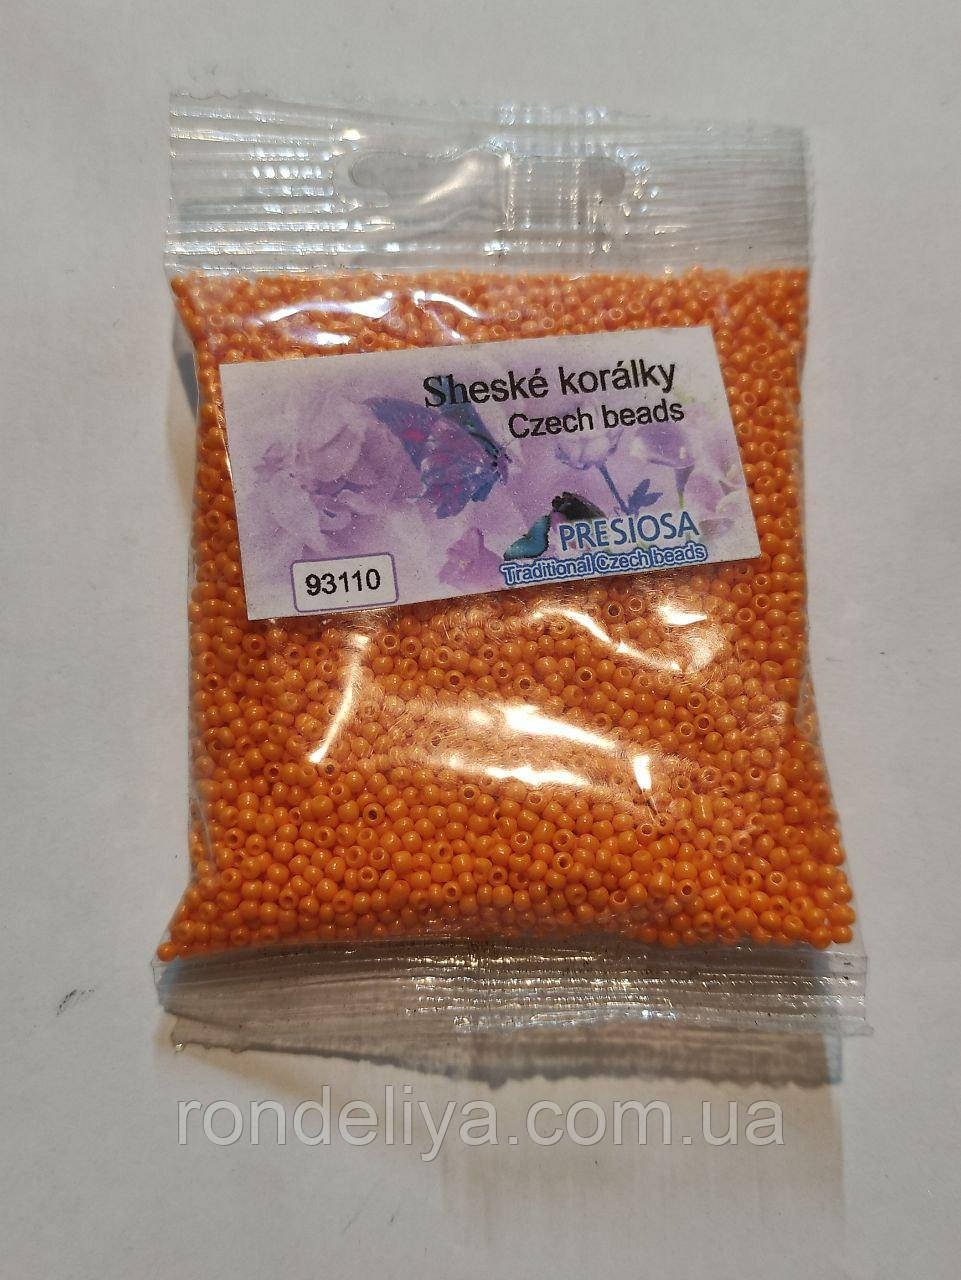 Sheské korálky
Czech beads
PRESIOSA
Traditional Czech beads
93110
rondeliya.com.ua